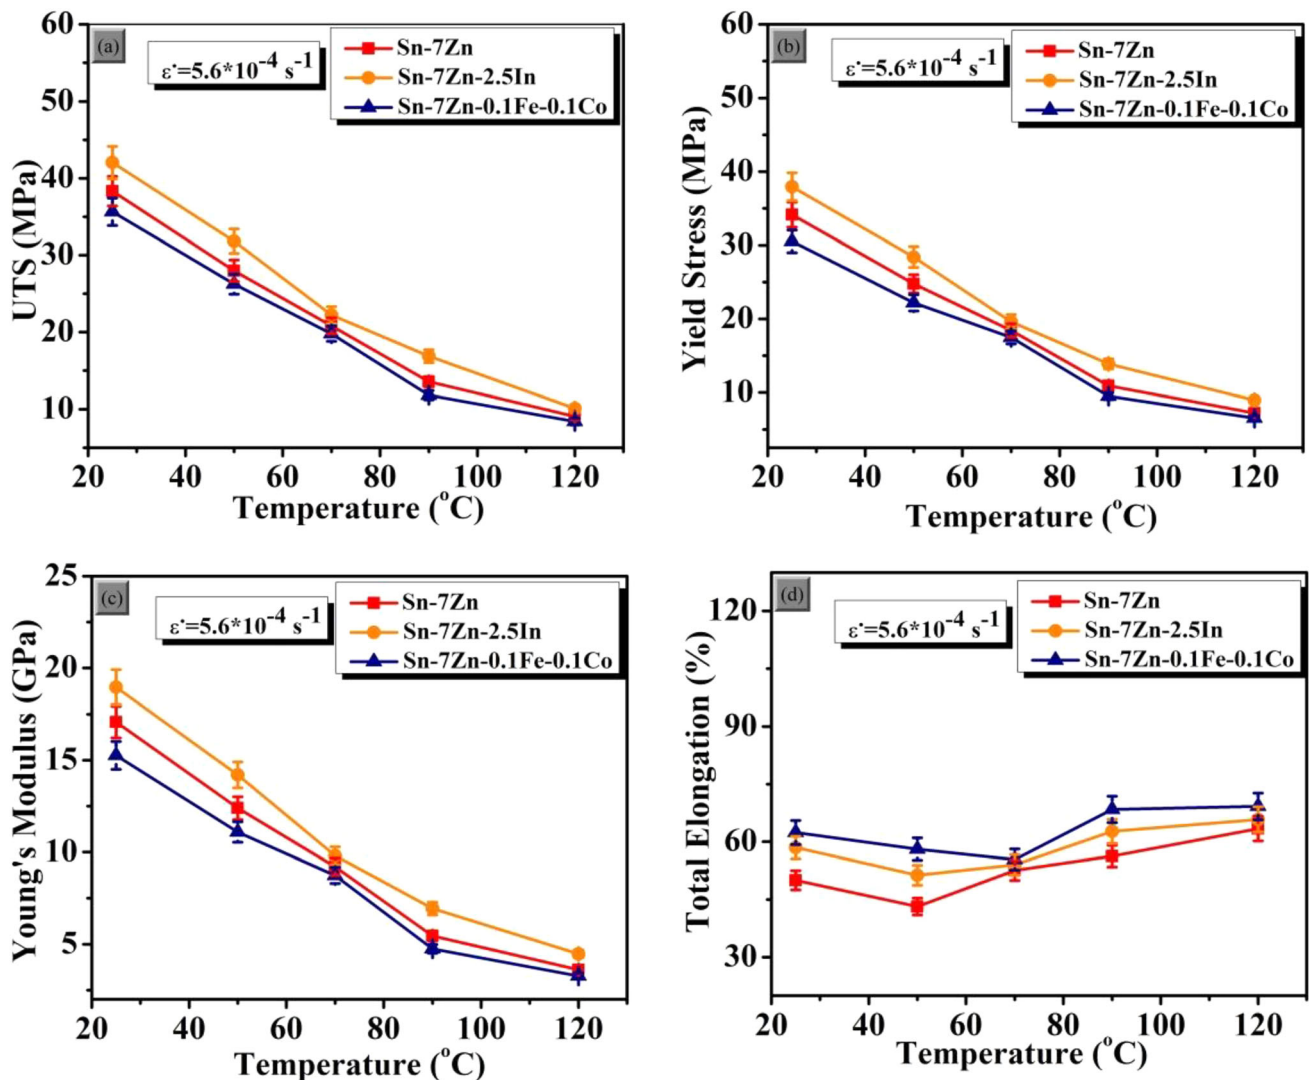 (a)
ε·=5.6*10⁻⁴ s⁻¹
Sn-7Zn
Sn-7Zn-2.5In
Sn-7Zn-0.1Fe-0.1Co
60
50
40
30
20
10
UTS (MPa)
20 40 60 80 100 120
Temperature (°C)
(b)
ε·=5.6*10⁻⁴ s⁻¹
Sn-7Zn
Sn-7Zn-2.5In
Sn-7Zn-0.1Fe-0.1Co
60
50
40
30
20
10
Yield Stress (MPa)
20 40 60 80 100 120
Temperature (°C)
(c)
ε·=5.6*10⁻⁴ s⁻¹
Sn-7Zn
Sn-7Zn-2.5In
Sn-7Zn-0.1Fe-0.1Co
25
20
15
10
5
Young's Modulus (GPa)
20 40 60 80 100 120
Temperature (°C)
(d)
ε·=5.6*10⁻⁴ s⁻¹
Sn-7Zn
Sn-7Zn-2.5In
Sn-7Zn-0.1Fe-0.1Co
120
90
60
30
Total Elongation (%)
20 40 60 80 100 120
Temperature (°C)